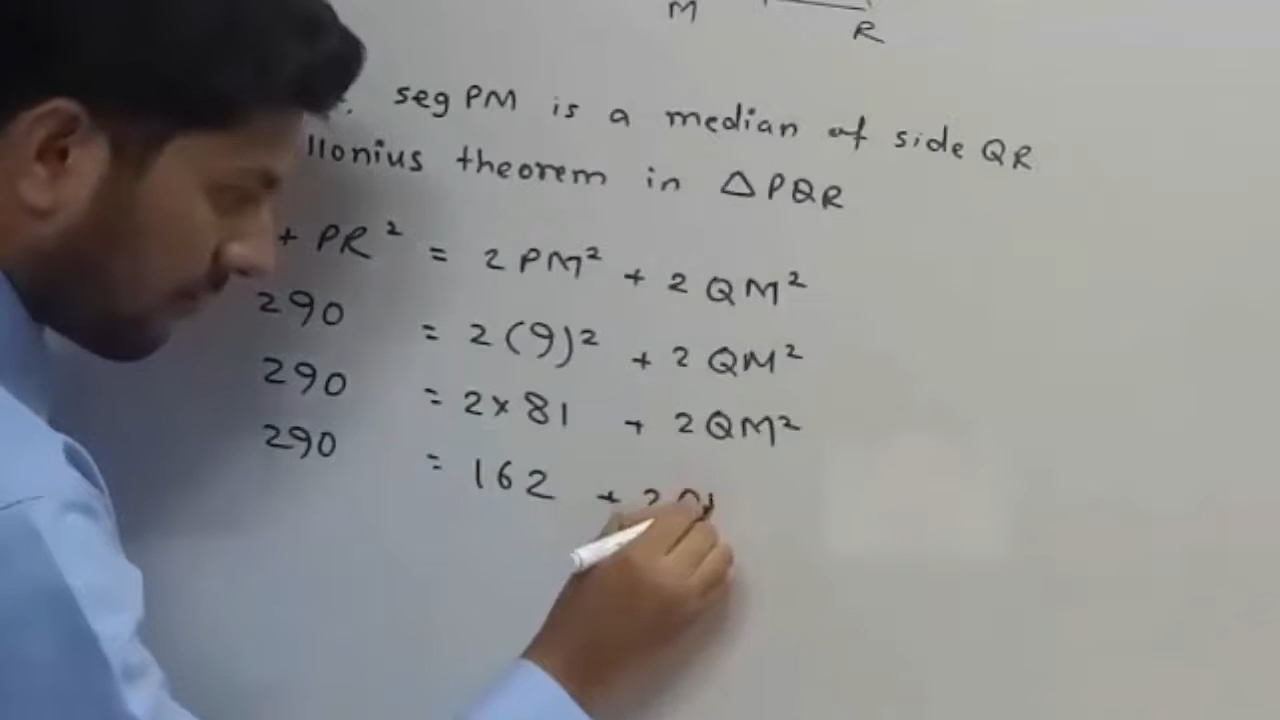 M
R
seg PM is a median of side QR
llonius theorem in △PQR
+ PR² = 2PM² + 2QM²
290 = 2(9)² + 2QM²
290 = 2×81 + 2QM²
290 = 162 + 2Q